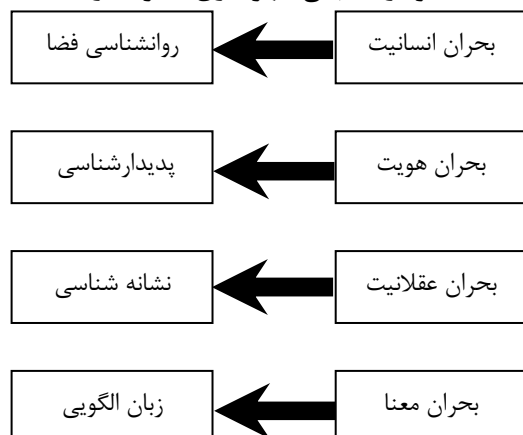 بحران انسانیت
روانشناسی فضا
بحران هویت
پدیدارشناسی
بحران عقلانیت
نشانه شناسی
بحران معنا
زبان الگویی